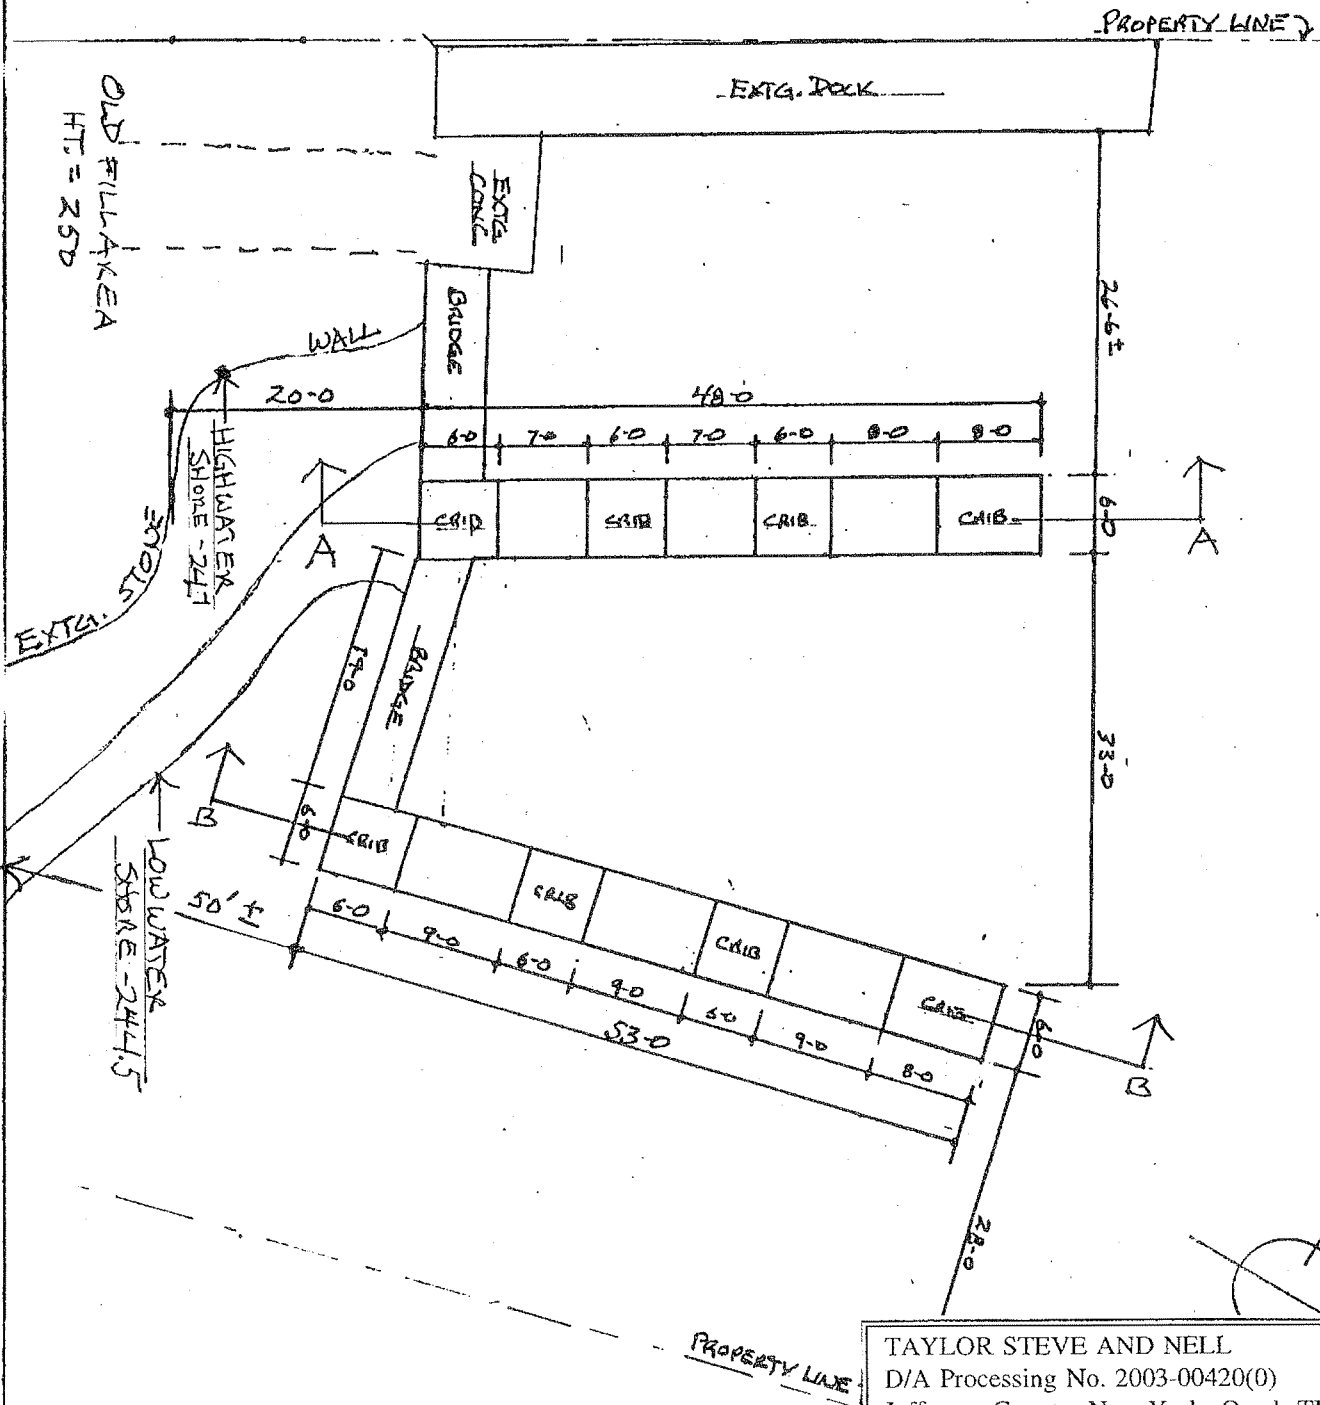 PROPERTY LINE
EXTG. DOCK
OLD FILL AREA
HT. = 250
EXTG
CONC
BRIDGE
26-6±
WALL
20-0
48-0
6-0 7-0 6-0 7-0 6-0 8-0 8-0
HIGHWATER
SHORE - 247
EXTG. STONE
A
CRIB
CRIB
CRIB
CRIB
6-0
A
19-0
BRIDGE
33-0
B
6-0
CRIB
CRIB
CRIB
CRIB
6-0
B
LOW WATER
SHORE - 244.5
50' ±
6-0 9-0 6-0 9-0 6-0 9-0 8-0
53-0
28-0
PROPERTY LINE
TAYLOR STEVE AND NELL
D/A Processing No. 2003-00420(0)